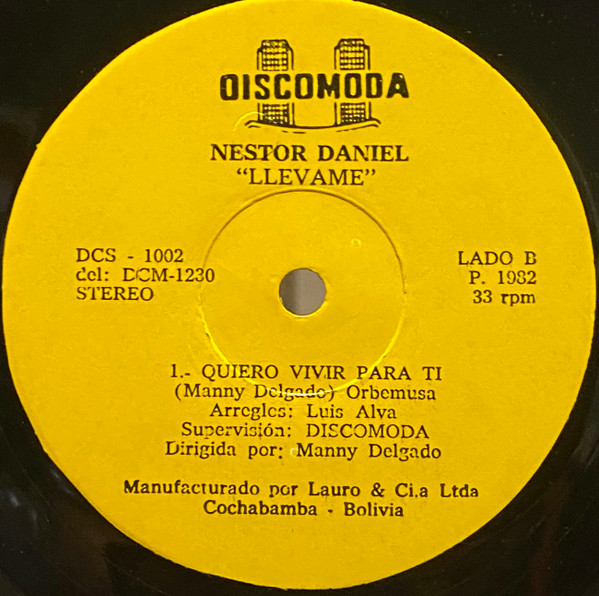 DISCOMODA
NESTOR DANIEL
"LLEVAME"
DCS - 1002
del: DCM-1230
STEREO
LADO B
P. 1982
33 rpm
1.- QUIERO VIVIR PARA TI
(Manny Delgado) Orbemusa
Arreglos: Luis Alva
Supervisión: DISCOMODA
Dirigida por: Manny Delgado
Manufacturado por Lauro & Ci.a Ltda
Cochabamba - Bolivia